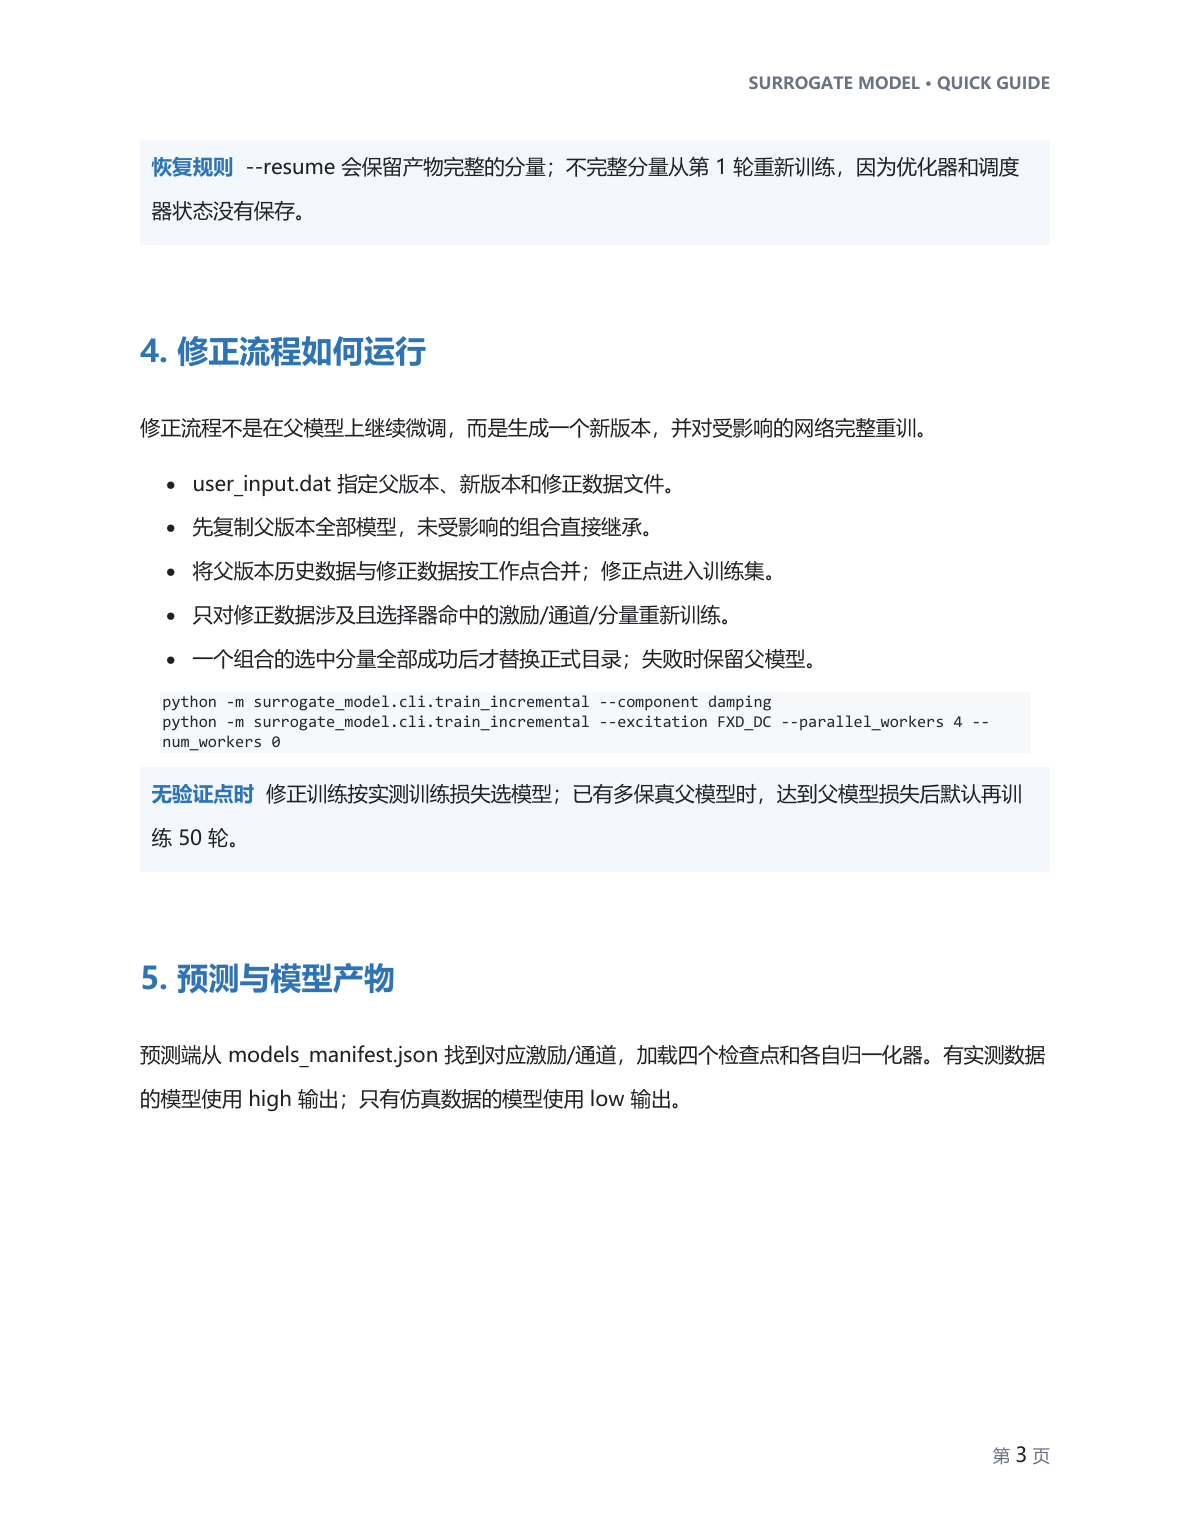 SURROGATE MODEL • QUICK GUIDE
恢复规则 --resume 会保留产物完整的分量；不完整分量从第 1 轮重新训练，因为优化器和调度
器状态没有保存。
4. 修正流程如何运行
修正流程不是在父模型上继续微调，而是生成一个新版本，并对受影响的网络完整重训。
• user_input.dat 指定父版本、新版本和修正数据文件。
• 先复制父版本全部模型，未受影响的组合直接继承。
• 将父版本历史数据与修正数据按工作点合并；修正点进入训练集。
• 只对修正数据涉及且选择器命中的激励/通道/分量重新训练。
• 一个组合的选中分量全部成功后才替换正式目录；失败时保留父模型。
python -m surrogate_model.cli.train_incremental --component damping
python -m surrogate_model.cli.train_incremental --excitation FXD_DC --parallel_workers 4 --
num_workers 0
无验证点时 修正训练按实测训练损失选模型；已有多保真父模型时，达到父模型损失后默认再训
练 50 轮。
5. 预测与模型产物
预测端从 models_manifest.json 找到对应激励/通道，加载四个检查点和各自归一化器。有实测数据
的模型使用 high 输出；只有仿真数据的模型使用 low 输出。
第 3 页